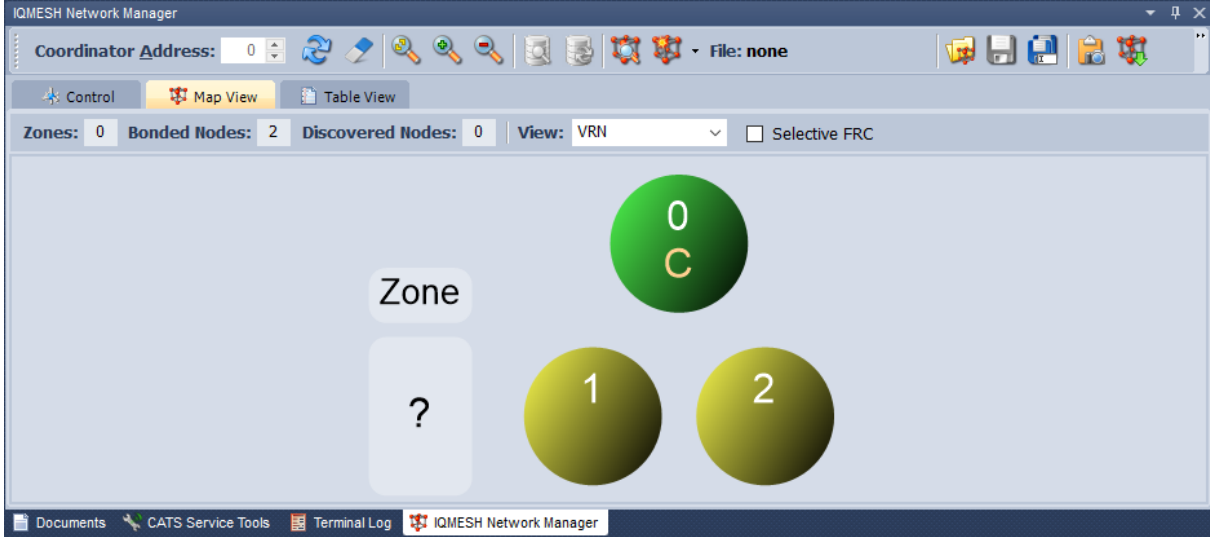 IQMESH Network Manager
Coordinator Address: 0 File: none
Control Map View Table View
Zones: 0 Bonded Nodes: 2 Discovered Nodes: 0 View: VRN Selective FRC
0
C
Zone
1 2
?
Documents CATS Service Tools Terminal Log IQMESH Network Manager